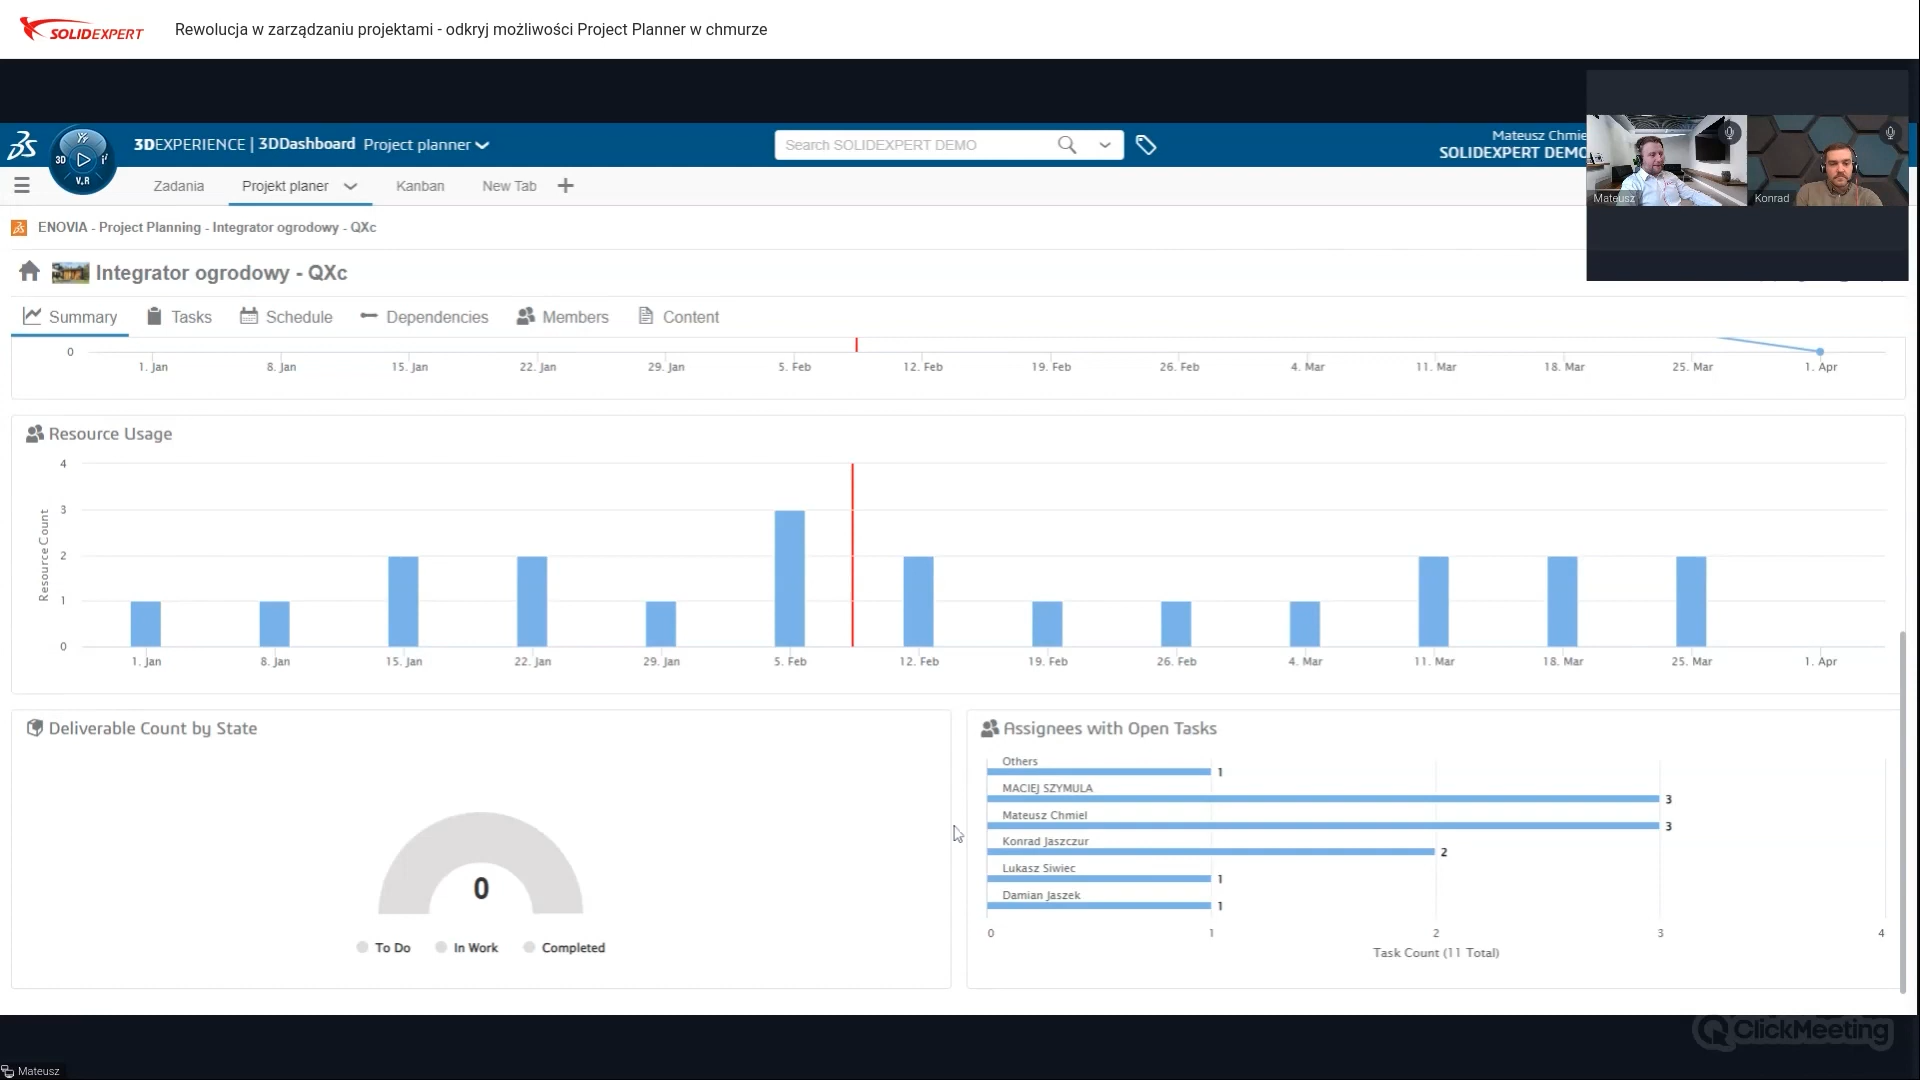 SOLIDEXPERT
Rewolucja w zarządzaniu projektami - odkryj możliwości Project Planner w chmurze
3DEXPERIENCE | 3DDashboard Project planner
Search SOLIDEXPERT DEMO
Mateusz Chmie
SOLIDEXPERT DEMO
3D
V.R
Mateusz
Konrad
Zadania
Projekt planer
Kanban
New Tab
ENOVIA - Project Planning - Integrator ogrodowy - QXc
Integrator ogrodowy - QXc
Summary
Tasks
Schedule
Dependencies
Members
Content
0
1. Jan 8. Jan 15. Jan 22. Jan 29. Jan 5. Feb 12. Feb 19. Feb 26. Feb 4. Mar 11. Mar 18. Mar 25. Mar 1. Apr
Resource Usage
Resource Count
4
3
2
1
0
1. Jan 8. Jan 15. Jan 22. Jan 29. Jan 5. Feb 12. Feb 19. Feb 26. Feb 4. Mar 11. Mar 18. Mar 25. Mar 1. Apr
Deliverable Count by State
0
To Do In Work Completed
Assignees with Open Tasks
Others
1
MACIEJ SZYMULA
3
Mateusz Chmiel
3
Konrad Jaszczur
2
Lukasz Siwiec
1
Damian Jaszek
1
0 1 2 3 4
Task Count (11 Total)
ClickMeeting
Mateusz